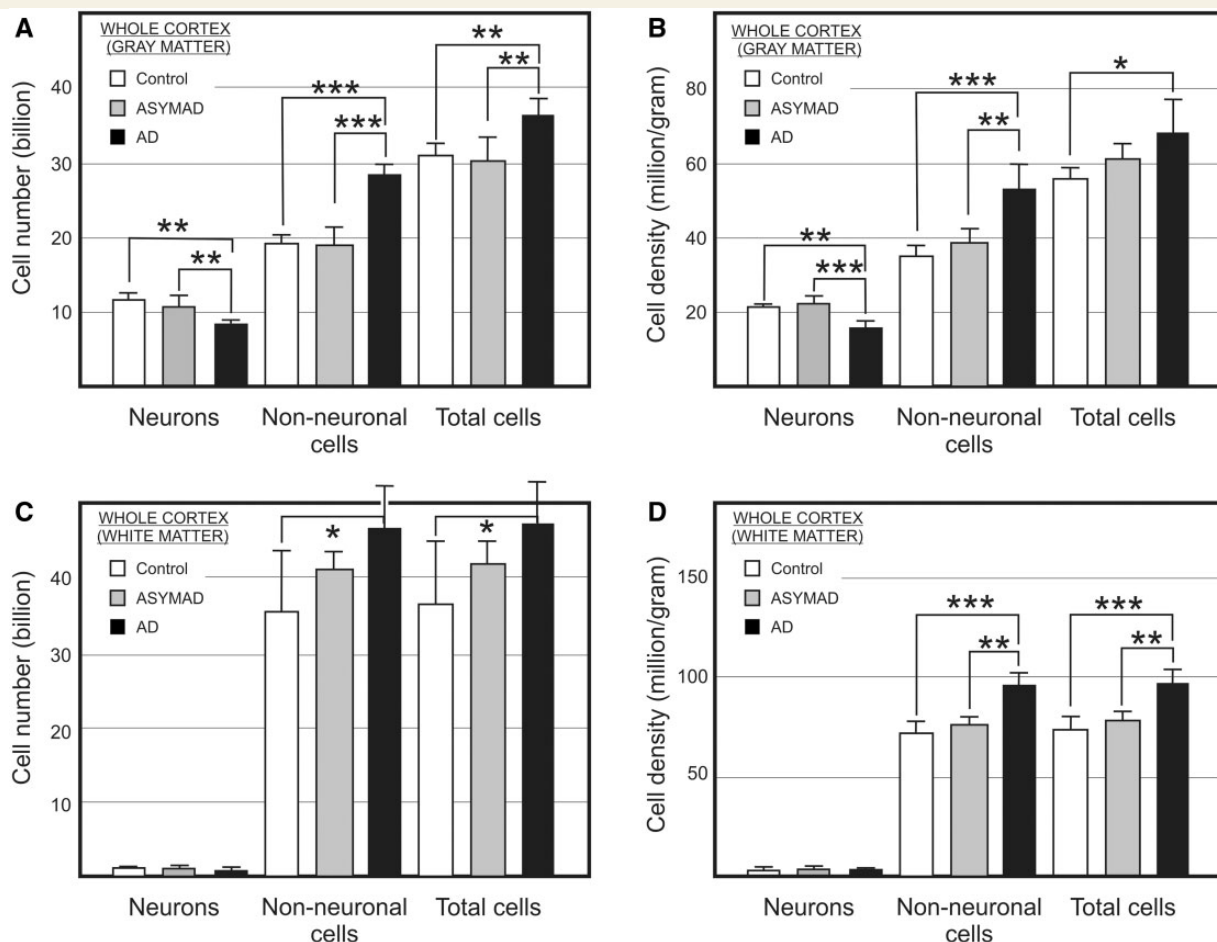 A
WHOLE CORTEX
(GRAY MATTER)
Control
ASYMAD
AD
Cell number (billion)
40
30
20
10
**
**
***
***
**
**
Neurons
Non-neuronal
cells
Total cells
B
WHOLE CORTEX
(GRAY MATTER)
Control
ASYMAD
AD
Cell density (million/gram)
80
60
40
20
**
***
***
**
*
Neurons
Non-neuronal
cells
Total cells
C
WHOLE CORTEX
(WHITE MATTER)
Control
ASYMAD
AD
Cell number (billion)
40
30
20
10
*
*
Neurons
Non-neuronal
cells
Total cells
D
WHOLE CORTEX
(WHITE MATTER)
Control
ASYMAD
AD
Cell density (million/gram)
150
100
50
***
**
***
**
Neurons
Non-neuronal
cells
Total cells